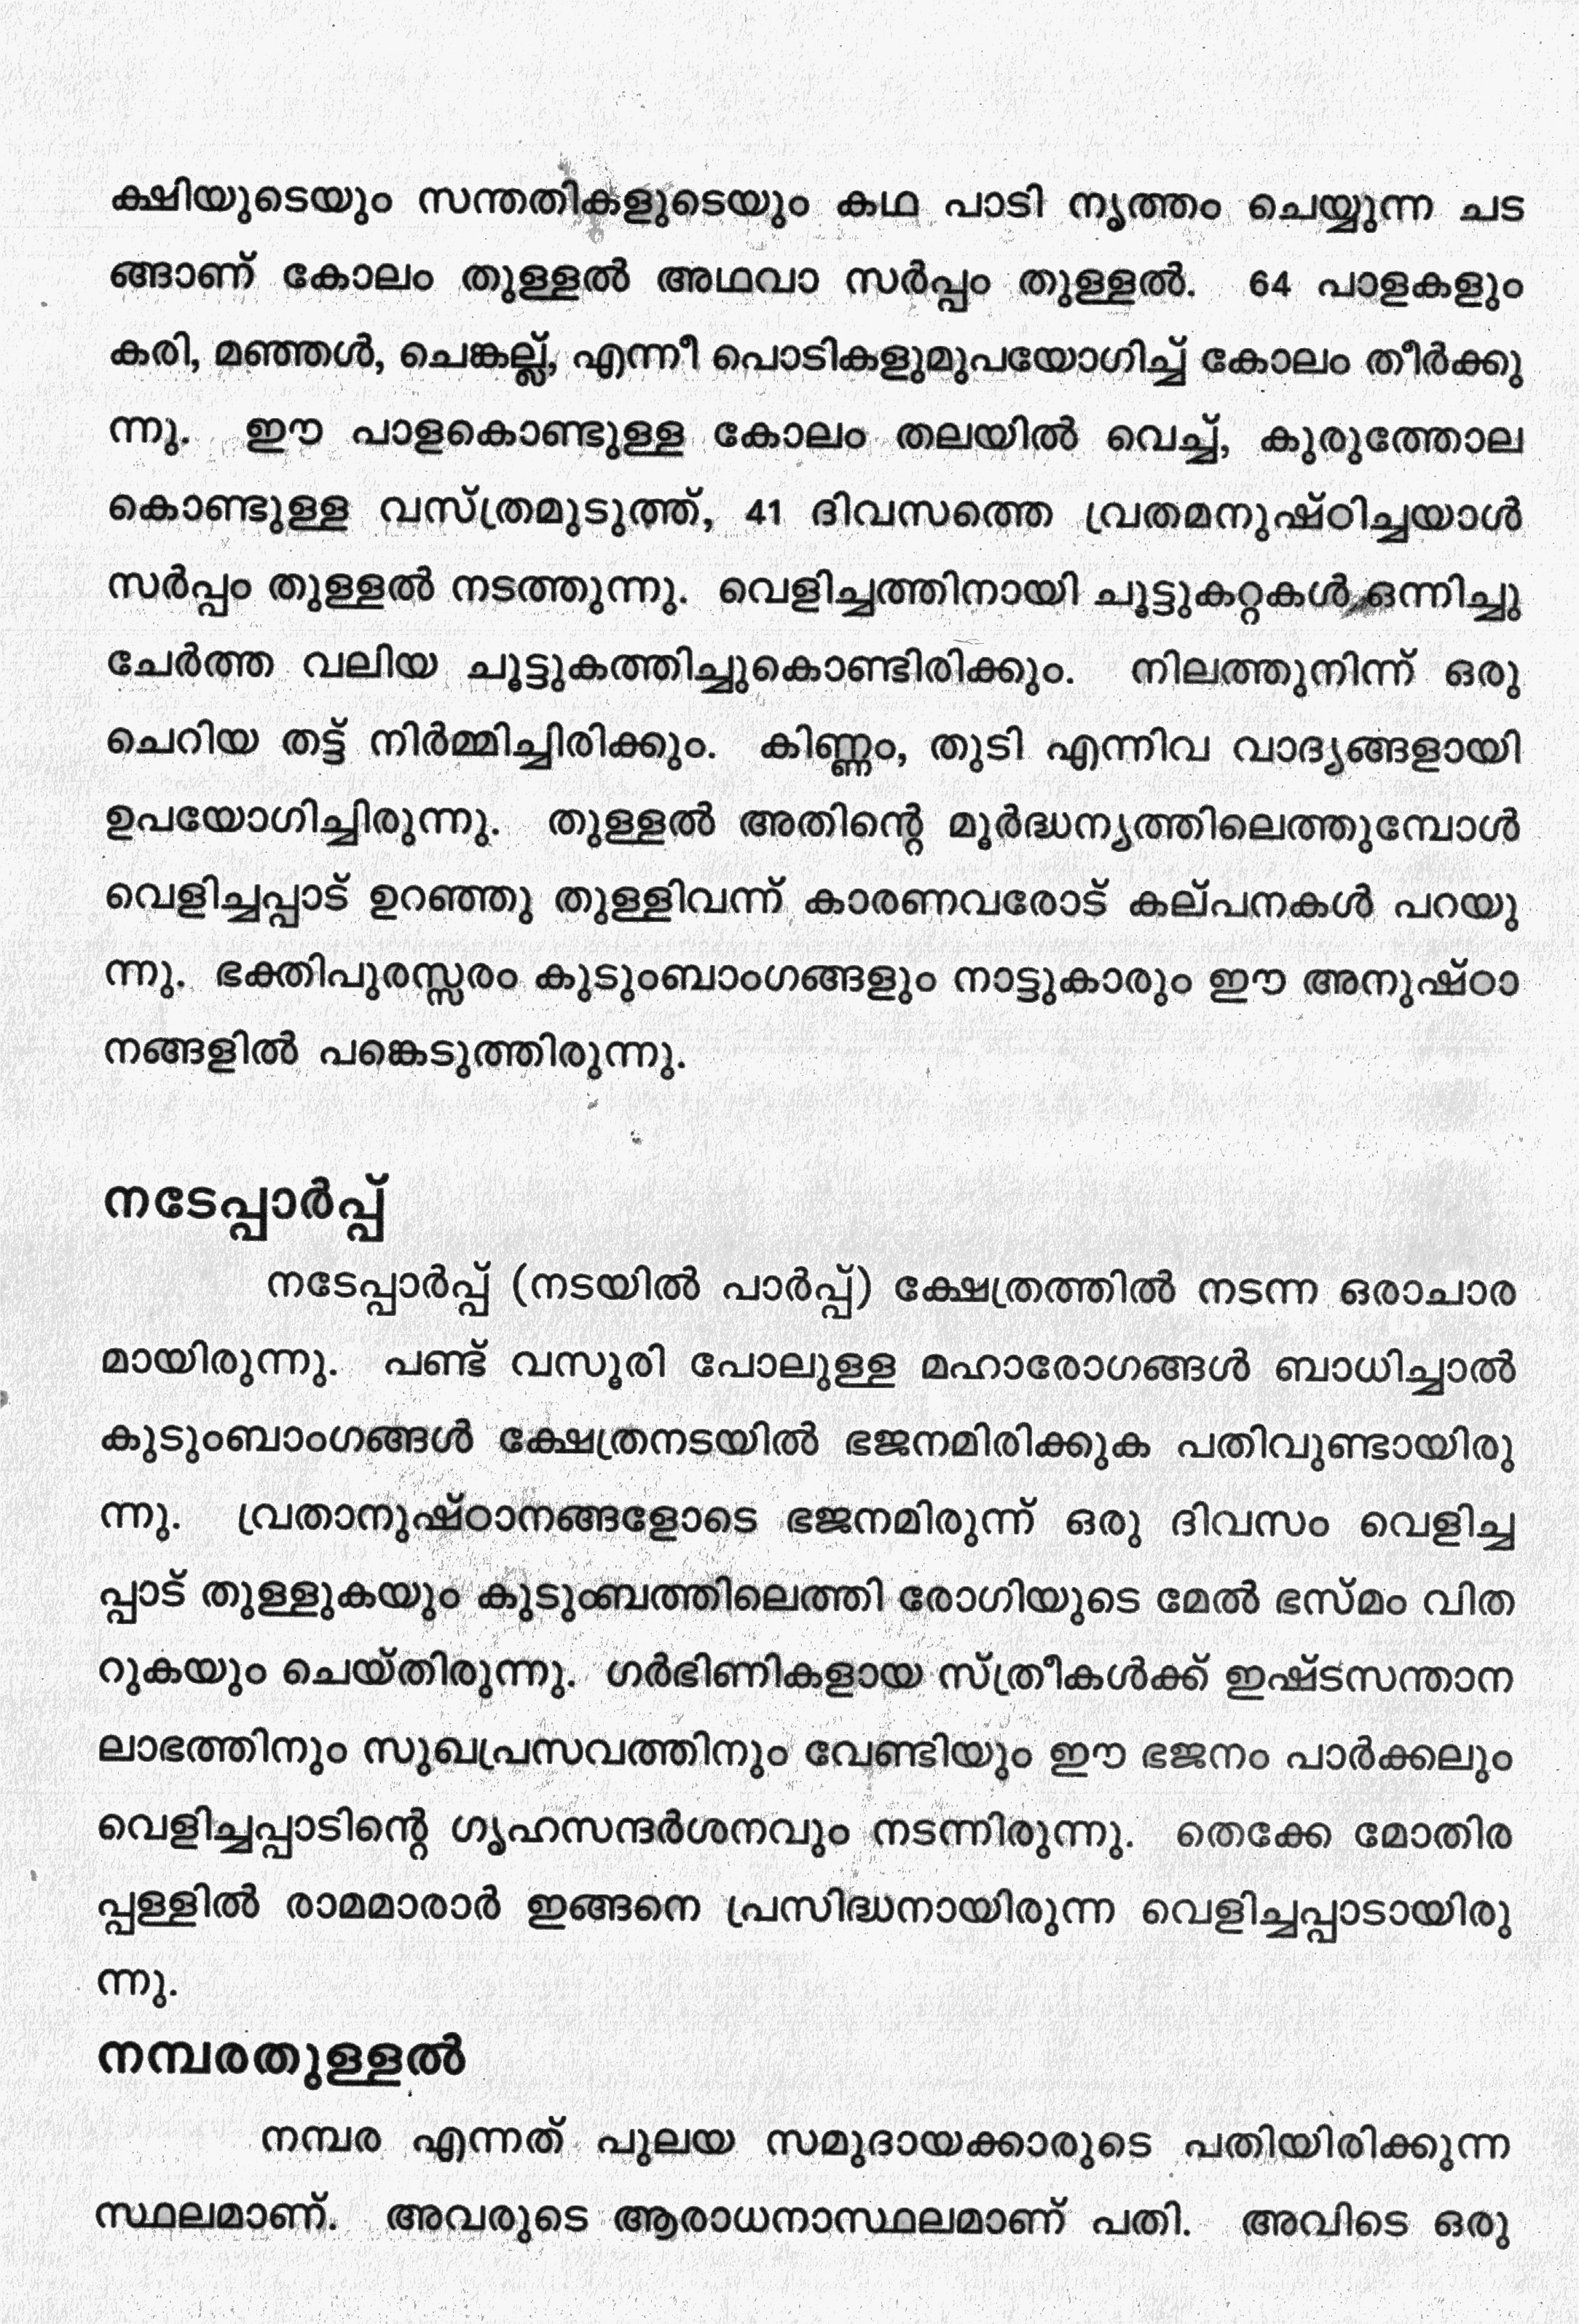 ക്ഷിയുടെയും സന്തതികളുടെയും കഥ പാടി നൃത്തം ചെയ്യുന്ന ചട
ങ്ങാണ് കോലം തുള്ളൽ അഥവാ സർപ്പം തുള്ളൽ. 64 പാളകളും
കരി, മഞ്ഞൾ, ചെങ്കല്ല്, എന്നീ പൊടികളുമുപയോഗിച്ച് കോലം തീർക്കു
ന്നു. ഈ പാളകൊണ്ടുള്ള കോലം തലയിൽ വെച്ച്, കുരുത്തോല
കൊണ്ടുള്ള വസ്ത്രമുടുത്ത്, 41 ദിവസത്തെ വ്രതമനുഷ്ഠിച്ചയാൾ
സർപ്പം തുള്ളൽ നടത്തുന്നു. വെളിച്ചത്തിനായി ചൂട്ടുകറ്റകൾ ഒന്നിച്ചു
ചേർത്ത വലിയ ചൂട്ടുകത്തിച്ചുകൊണ്ടിരിക്കും. നിലത്തുനിന്ന് ഒരു
ചെറിയ തട്ട് നിർമ്മിച്ചിരിക്കും. കിണ്ണം, തുടി എന്നിവ വാദ്യങ്ങളായി
ഉപയോഗിച്ചിരുന്നു. തുള്ളൽ അതിന്റെ മൂർദ്ധന്യത്തിലെത്തുമ്പോൾ
വെളിച്ചപ്പാട് ഉറഞ്ഞു തുള്ളിവന്ന് കാരണവരോട് കല്പനകൾ പറയു
ന്നു. ഭക്തിപുരസ്സരം കുടുംബാംഗങ്ങളും നാട്ടുകാരും ഈ അനുഷ്ഠാ
നങ്ങളിൽ പങ്കെടുത്തിരുന്നു.
നടേപ്പാർപ്പ്
നടേപ്പാർപ്പ് (നടയിൽ പാർപ്പ്) ക്ഷേത്രത്തിൽ നടന്ന ഒരാചാര
മായിരുന്നു. പണ്ട് വസൂരി പോലുള്ള മഹാരോഗങ്ങൾ ബാധിച്ചാൽ
കുടുംബാംഗങ്ങൾ ക്ഷേത്രനടയിൽ ഭജനമിരിക്കുക പതിവുണ്ടായിരു
ന്നു. വ്രതാനുഷ്ഠാനങ്ങളോടെ ഭജനമിരുന്ന് ഒരു ദിവസം വെളിച്ച
പ്പാട് തുള്ളുകയും കുടുംബത്തിലെത്തി രോഗിയുടെ മേൽ ഭസ്മം വിത
റുകയും ചെയ്തിരുന്നു. ഗർഭിണികളായ സ്ത്രീകൾക്ക് ഇഷ്ടസന്താന
ലാഭത്തിനും സുഖപ്രസവത്തിനും വേണ്ടിയും ഈ ഭജനം പാർക്കലും
വെളിച്ചപ്പാടിന്റെ ഗൃഹസന്ദർശനവും നടന്നിരുന്നു. തെക്കേ മോതിര
പ്പള്ളിൽ രാമമാരാർ ഇങ്ങനെ പ്രസിദ്ധനായിരുന്ന വെളിച്ചപ്പാടായിരു
ന്നു.
നമ്പരതുള്ളൽ
നമ്പര എന്നത് പുലയ സമുദായക്കാരുടെ പതിയിരിക്കുന്ന
സ്ഥലമാണ്. അവരുടെ ആരാധനാസ്ഥലമാണ് പതി. അവിടെ ഒരു